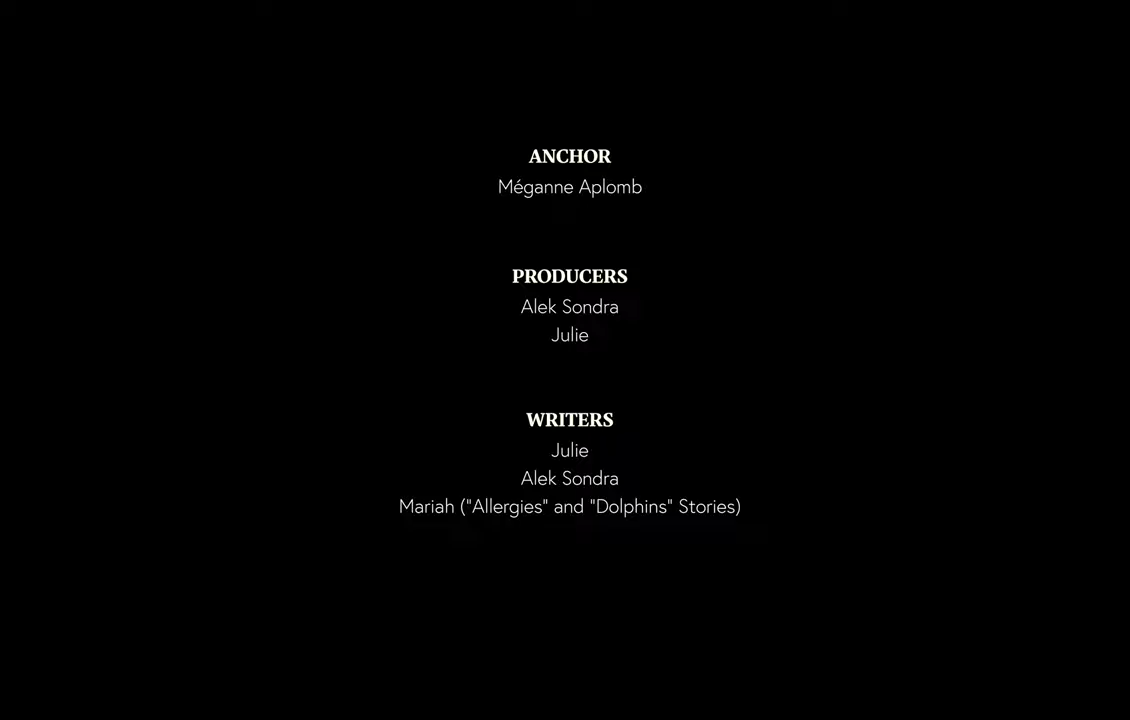 ANCHOR
Méganne Aplomb
PRODUCERS
Alek Sondra
Julie
WRITERS
Julie
Alek Sondra
Mariah ("Allergies" and "Dolphins" Stories)